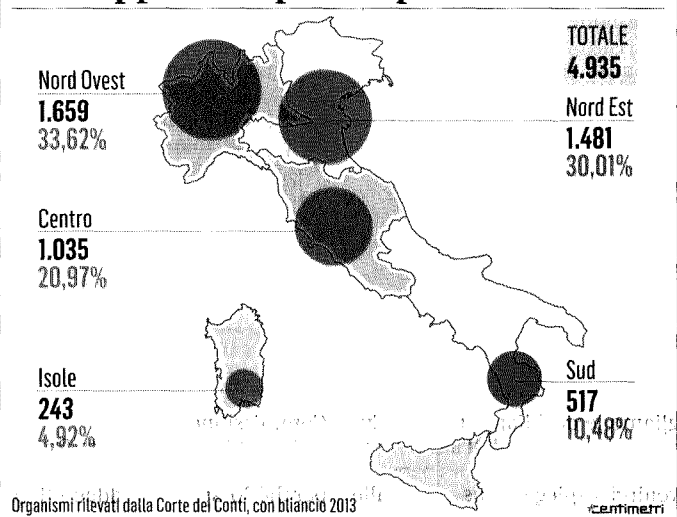 TOTALE
4.935
Nord Ovest
1.659
33,62%
Nord Est
1.481
30,01%
Centro
1.035
20,97%
Isole
243
4,92%
Sud
517
10,48%
Organismi rilevati dalla Corte dei Conti, con bliancio 2013
centimetri